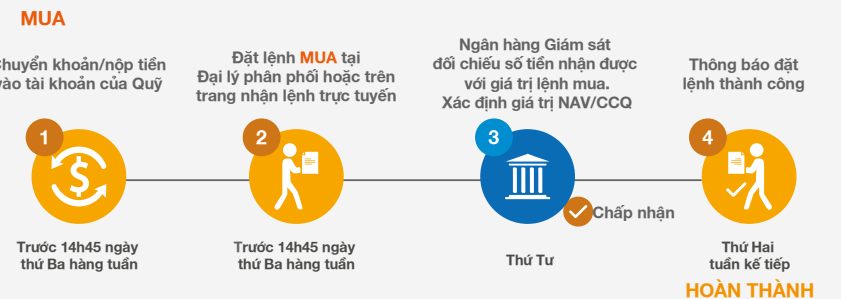 MUA
Chuyển khoản/nộp tiền
vào tài khoản của Quỹ
1
Trước 14h45 ngày
thứ Ba hàng tuần
Đặt lệnh MUA tại
Đại lý phân phối hoặc trên
trang nhận lệnh trực tuyến
2
Trước 14h45 ngày
thứ Ba hàng tuần
Ngân hàng Giám sát
đối chiếu số tiền nhận được
với giá trị lệnh mua.
Xác định giá trị NAV/CCQ
3
Chấp nhận
Thứ Tư
Thông báo đặt
lệnh thành công
4
Thứ Hai
tuần kế tiếp
HOÀN THÀNH